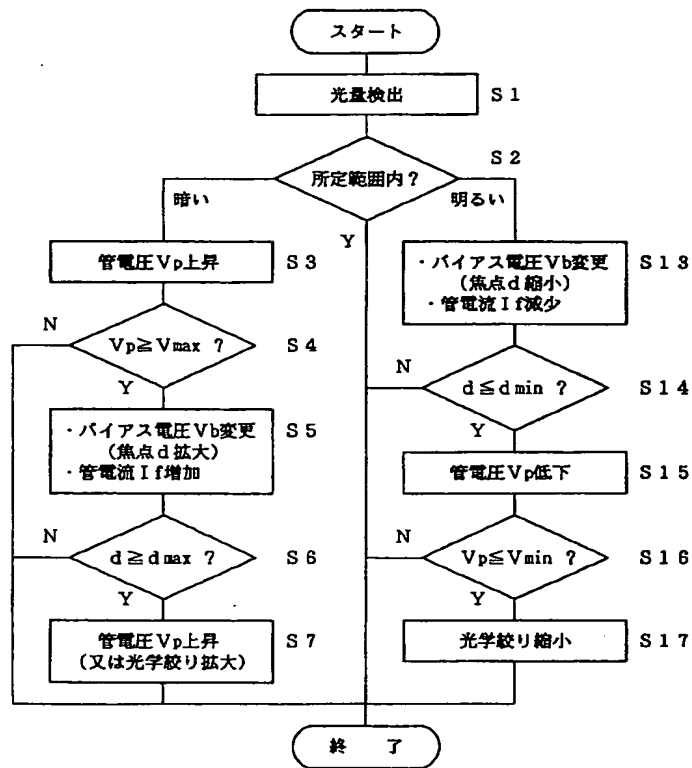 スタート
光量検出 S1
所定範囲内？ S2
暗い
Y
明るい
管電圧Vp上昇 S3
N
Vp≧Vmax ？ S4
Y
・バイアス電圧Vb変更 S5
（焦点d拡大）
・管電流If増加
N
d≧dmax ？ S6
Y
管電圧Vp上昇 S7
（又は光学絞り拡大）
・バイアス電圧Vb変更 S13
（焦点d縮小）
・管電流If減少
N
d≦dmin ？ S14
Y
管電圧Vp低下 S15
N
Vp≦Vmin ？ S16
Y
光学絞り縮小 S17
終 了